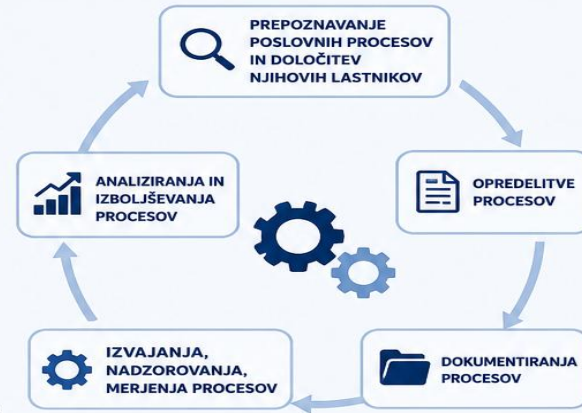 PREPOZNAVANJE
POSLOVNIH PROCESOV
IN DOLOČITEV
NJIHOVIH LASTNIKOV
ANALIZIRANJA IN
IZBOLJŠEVANJA
PROCESOV
OPREDELITVE
PROCESOV
IZVAJANJA,
NADZOROVANJA,
MERJENJA PROCESOV
DOKUMENTIRANJA
PROCESOV